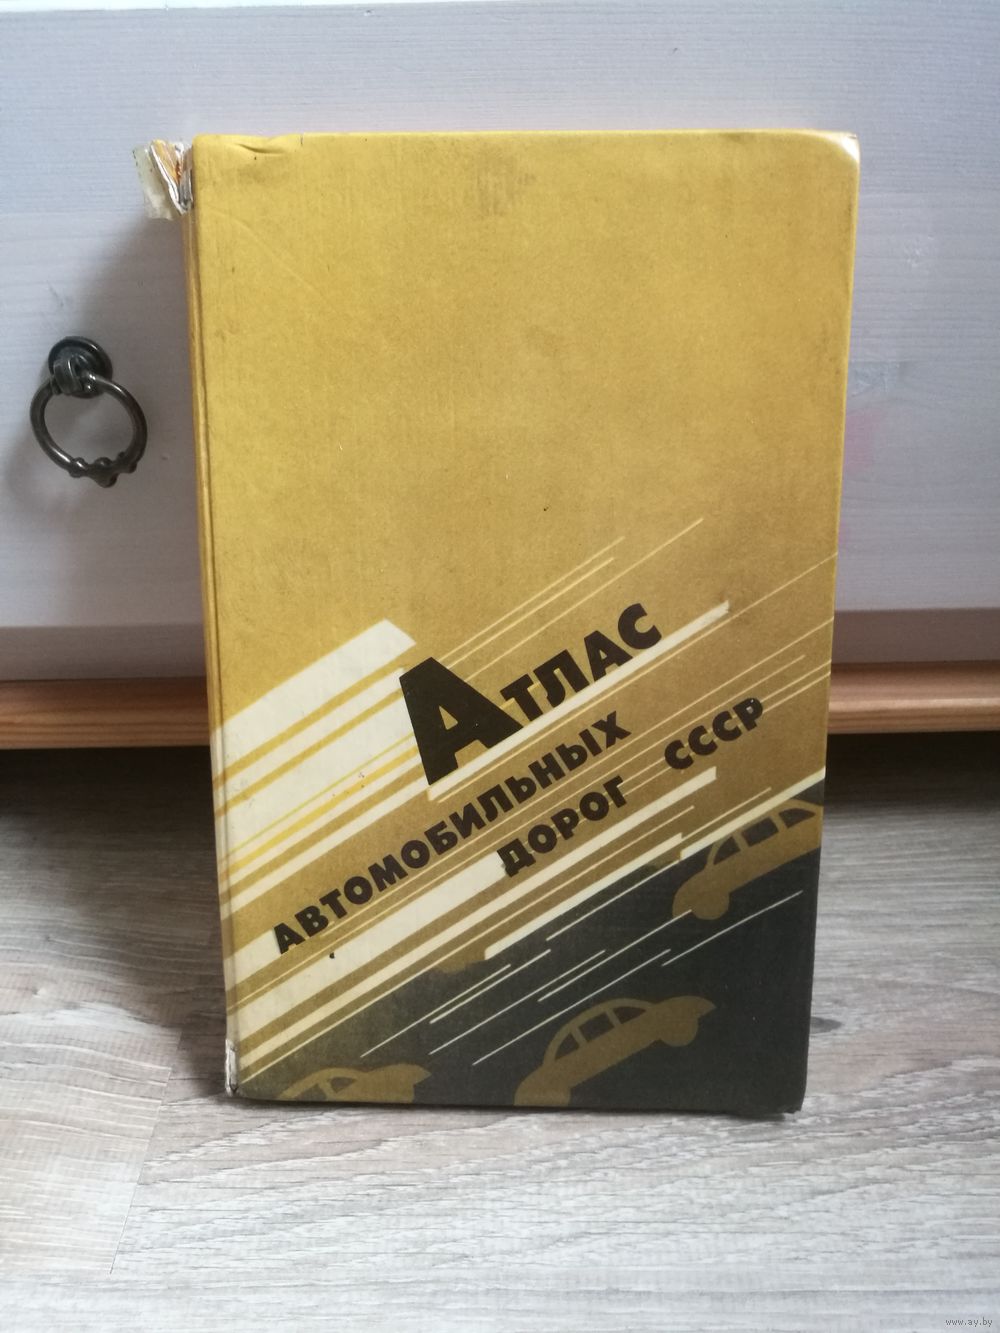 Атлас
автомобильных
дорог СССР
www.ay.by